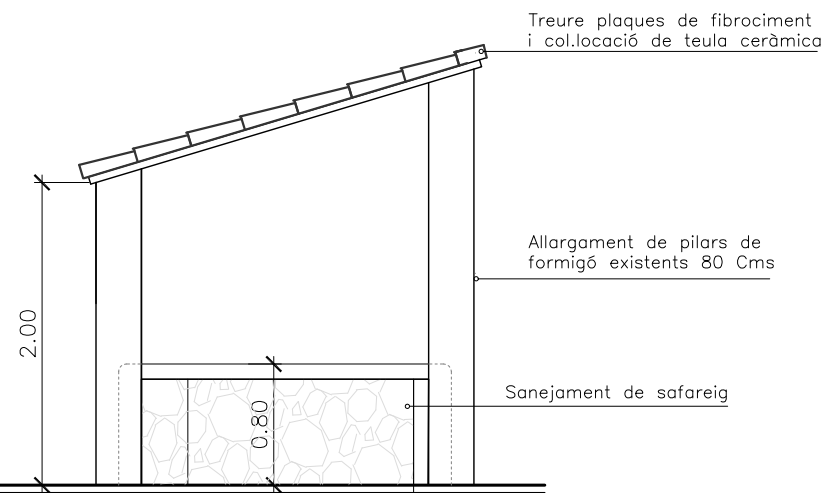 Treure plaques de fibrociment
i col.locació de teula ceràmica
Allargament de pilars de
formigó existents 80 Cms
2.00
Sanejament de safareig
0.80